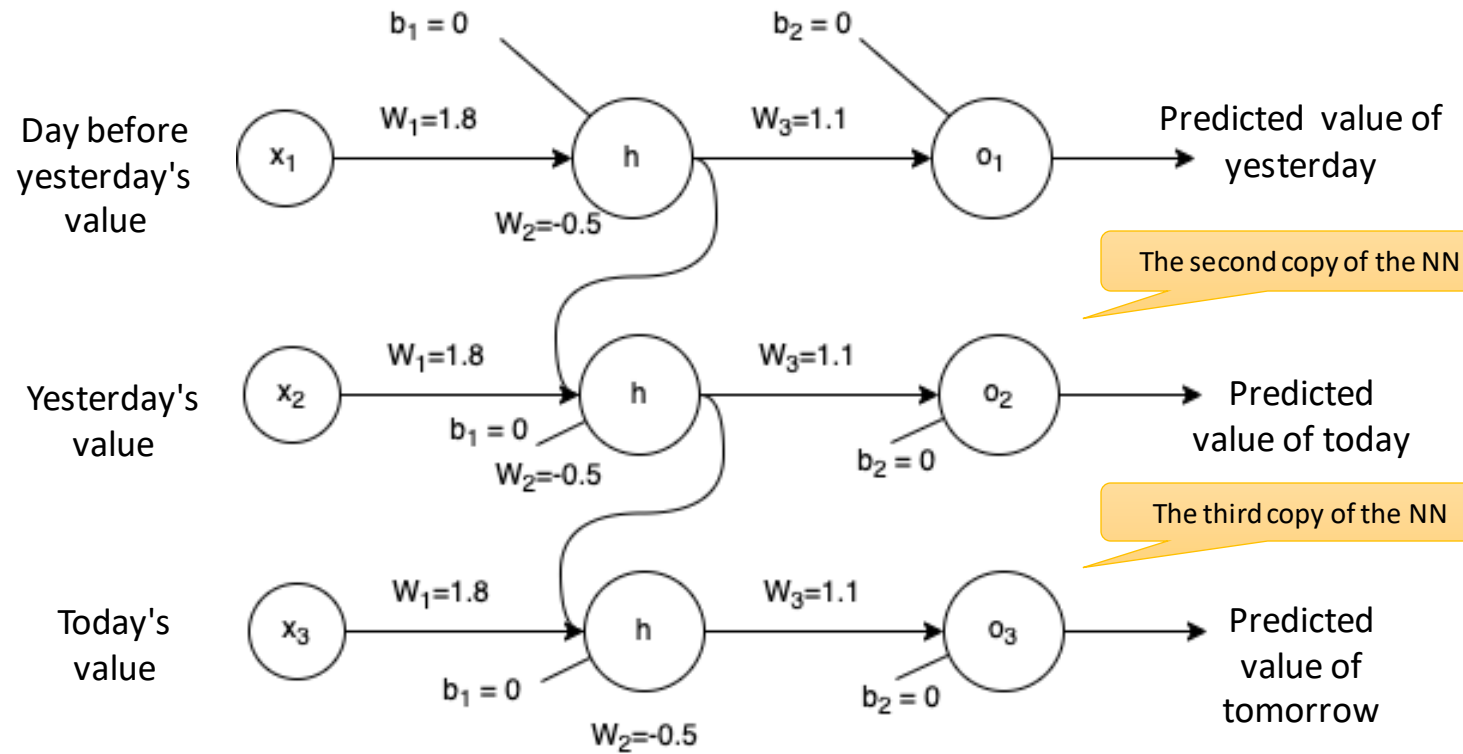 b₁ = 0
b₂ = 0
Day before
yesterday's
value
x₁
W₁=1.8
h
W₃=1.1
o₁
Predicted value of
yesterday
W₂=-0.5
The second copy of the NN
Yesterday's
value
x₂
W₁=1.8
h
W₃=1.1
o₂
Predicted
value of today
b₁ = 0
b₂ = 0
W₂=-0.5
The third copy of the NN
Today's
value
x₃
W₁=1.8
h
W₃=1.1
o₃
Predicted
value of
tomorrow
b₁ = 0
b₂ = 0
W₂=-0.5